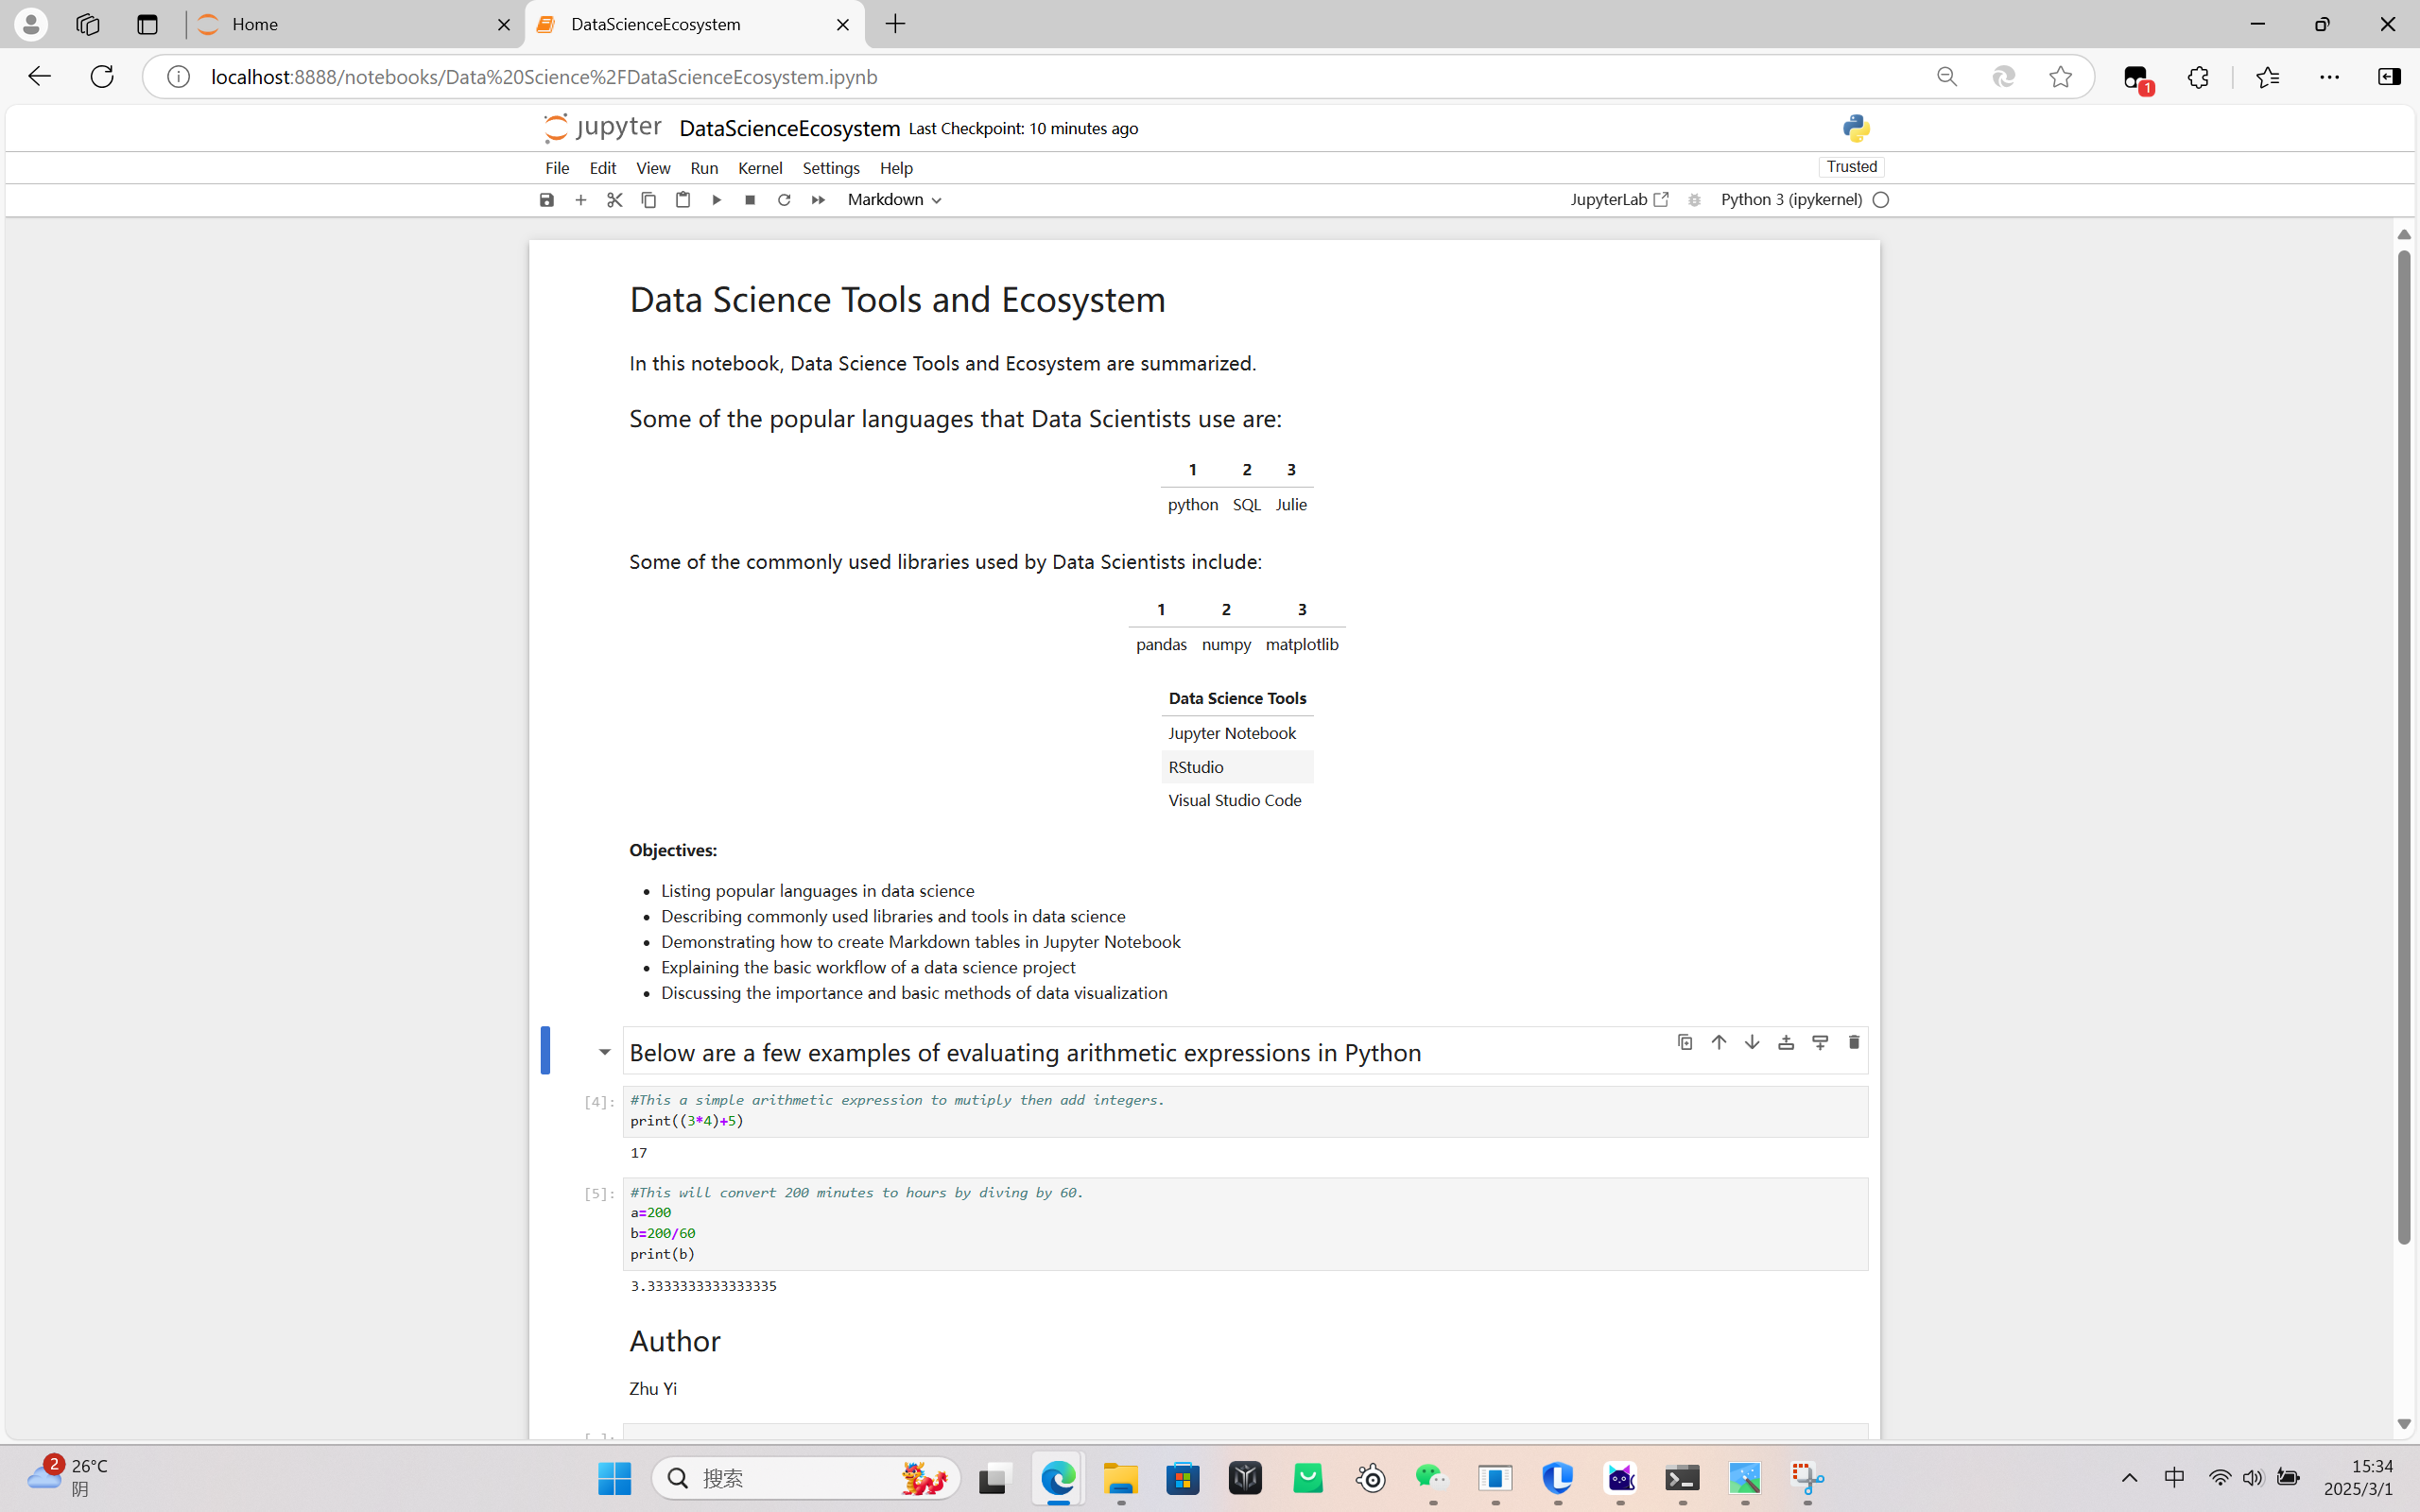 Home
DataScienceEcosystem
localhost:8888/notebooks/Data%20Science%2FDataScienceEcosystem.ipynb
1
jupyter DataScienceEcosystem Last Checkpoint: 10 minutes ago
File Edit View Run Kernel Settings Help
Trusted
Markdown
JupyterLab
Python 3 (ipykernel)
Data Science Tools and Ecosystem
In this notebook, Data Science Tools and Ecosystem are summarized.
Some of the popular languages that Data Scientists use are:
1 2 3
python SQL Julie
Some of the commonly used libraries used by Data Scientists include:
1 2 3
pandas numpy matplotlib
Data Science Tools
Jupyter Notebook
RStudio
Visual Studio Code
Objectives:
• Listing popular languages in data science
• Describing commonly used libraries and tools in data science
• Demonstrating how to create Markdown tables in Jupyter Notebook
• Explaining the basic workflow of a data science project
• Discussing the importance and basic methods of data visualization
Below are a few examples of evaluating arithmetic expressions in Python
[4]: #This a simple arithmetic expression to mutiply then add integers.
print((3*4)+5)
17
[5]: #This will convert 200 minutes to hours by diving by 60.
a=200
b=200/60
print(b)
3.3333333333333335
Author
Zhu Yi
[ ]:
2
26°C
阴
搜索
中
15:34
2025/3/1